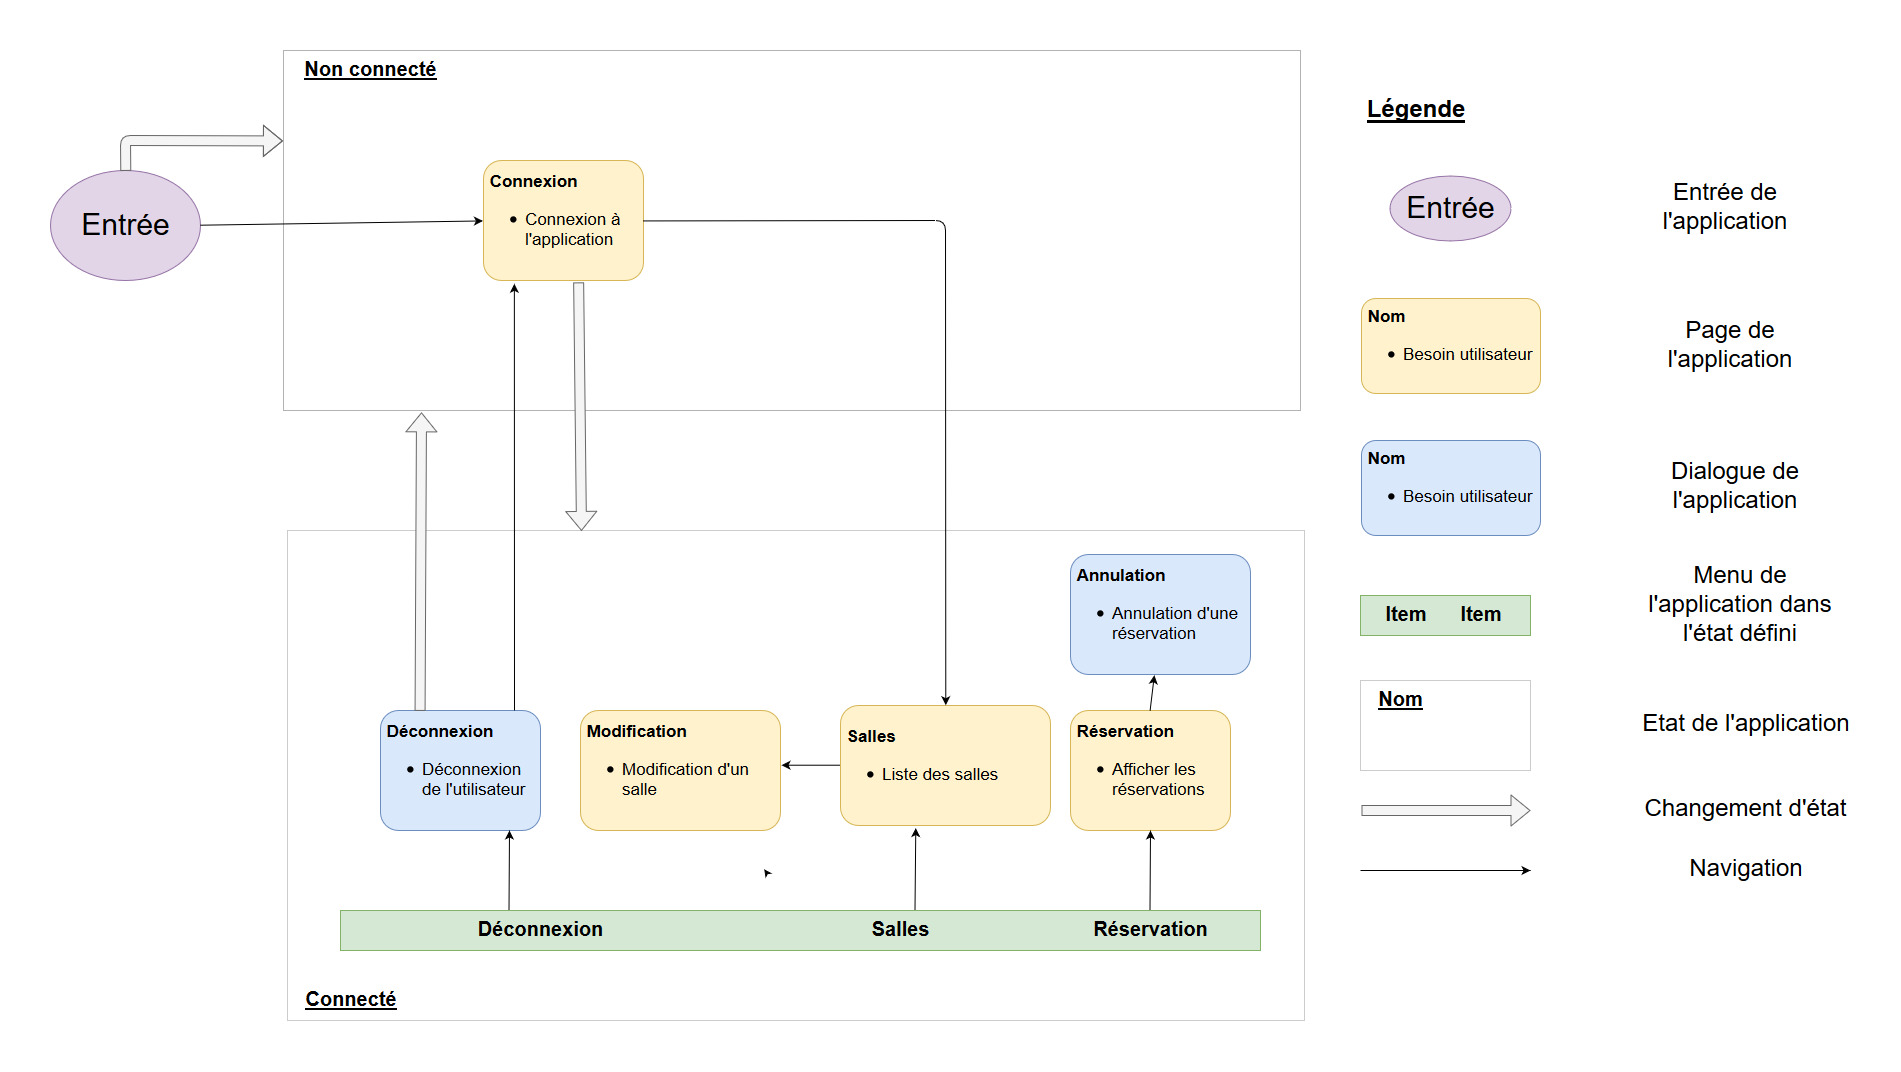 Non connecté
Entrée
Connexion
Connexion à
l'application
Annulation
Annulation d'une
réservation
Déconnexion
Déconnexion
de l'utilisateur
Modification
Modification d'un
salle
Salles
Liste des salles
Réservation
Afficher les
réservations
Déconnexion
Salles
Réservation
Connecté
Légende
Entrée
Entrée de
l'application
Nom
Besoin utilisateur
Page de
l'application
Nom
Besoin utilisateur
Dialogue de
l'application
Item Item
Menu de
l'application dans
l'état défini
Nom
Etat de l'application
Changement d'état
Navigation